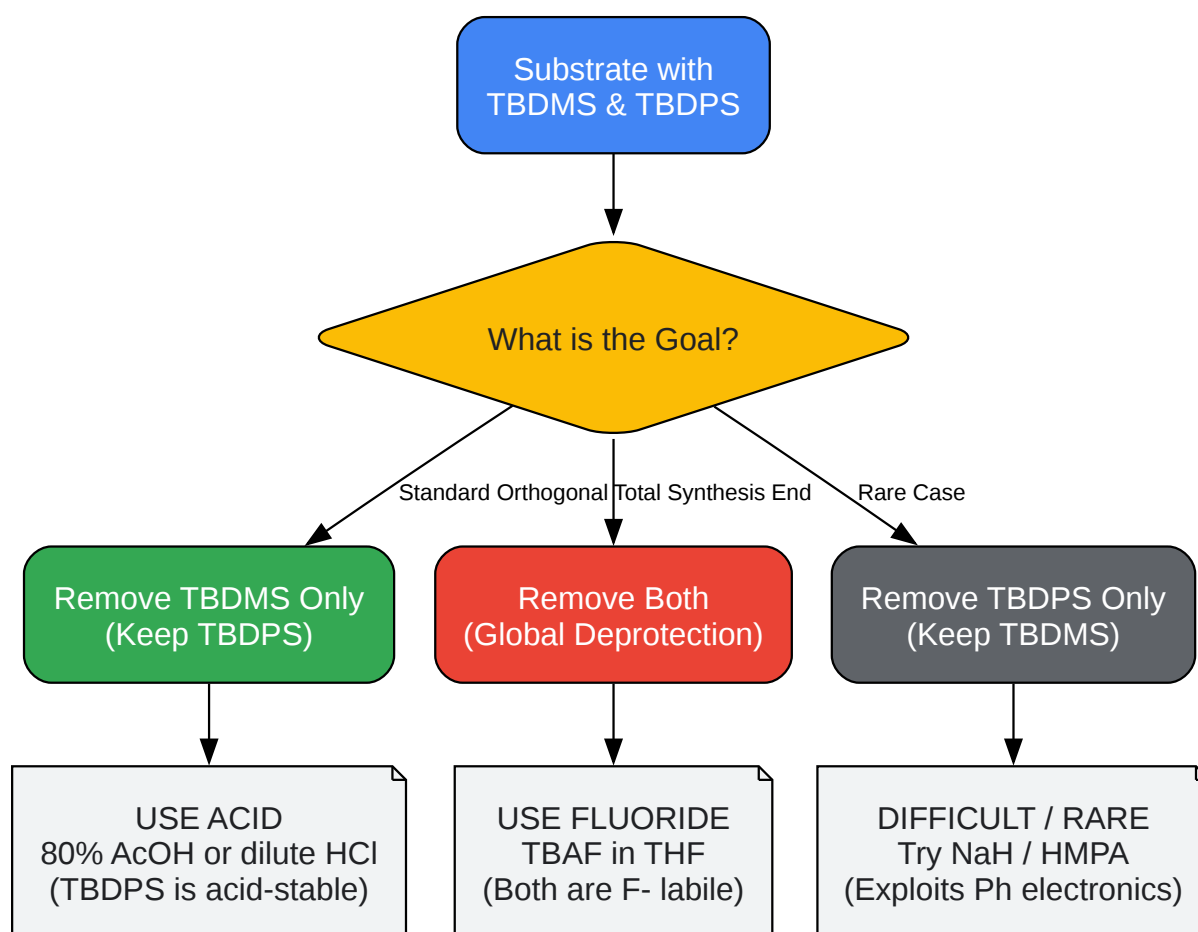 Substrate with
TBDMS & TBDPS
What is the Goal?
Standard Orthogonal
Total Synthesis End
Rare Case
Remove TBDMS Only
(Keep TBDPS)
Remove Both
(Global Deprotection)
Remove TBDPS Only
(Keep TBDMS)
USE ACID
80% AcOH or dilute HCl
(TBDPS is acid-stable)
USE FLUORIDE
TBAF in THF
(Both are F- labile)
DIFFICULT / RARE
Try NaH / HMPA
(Exploits Ph electronics)